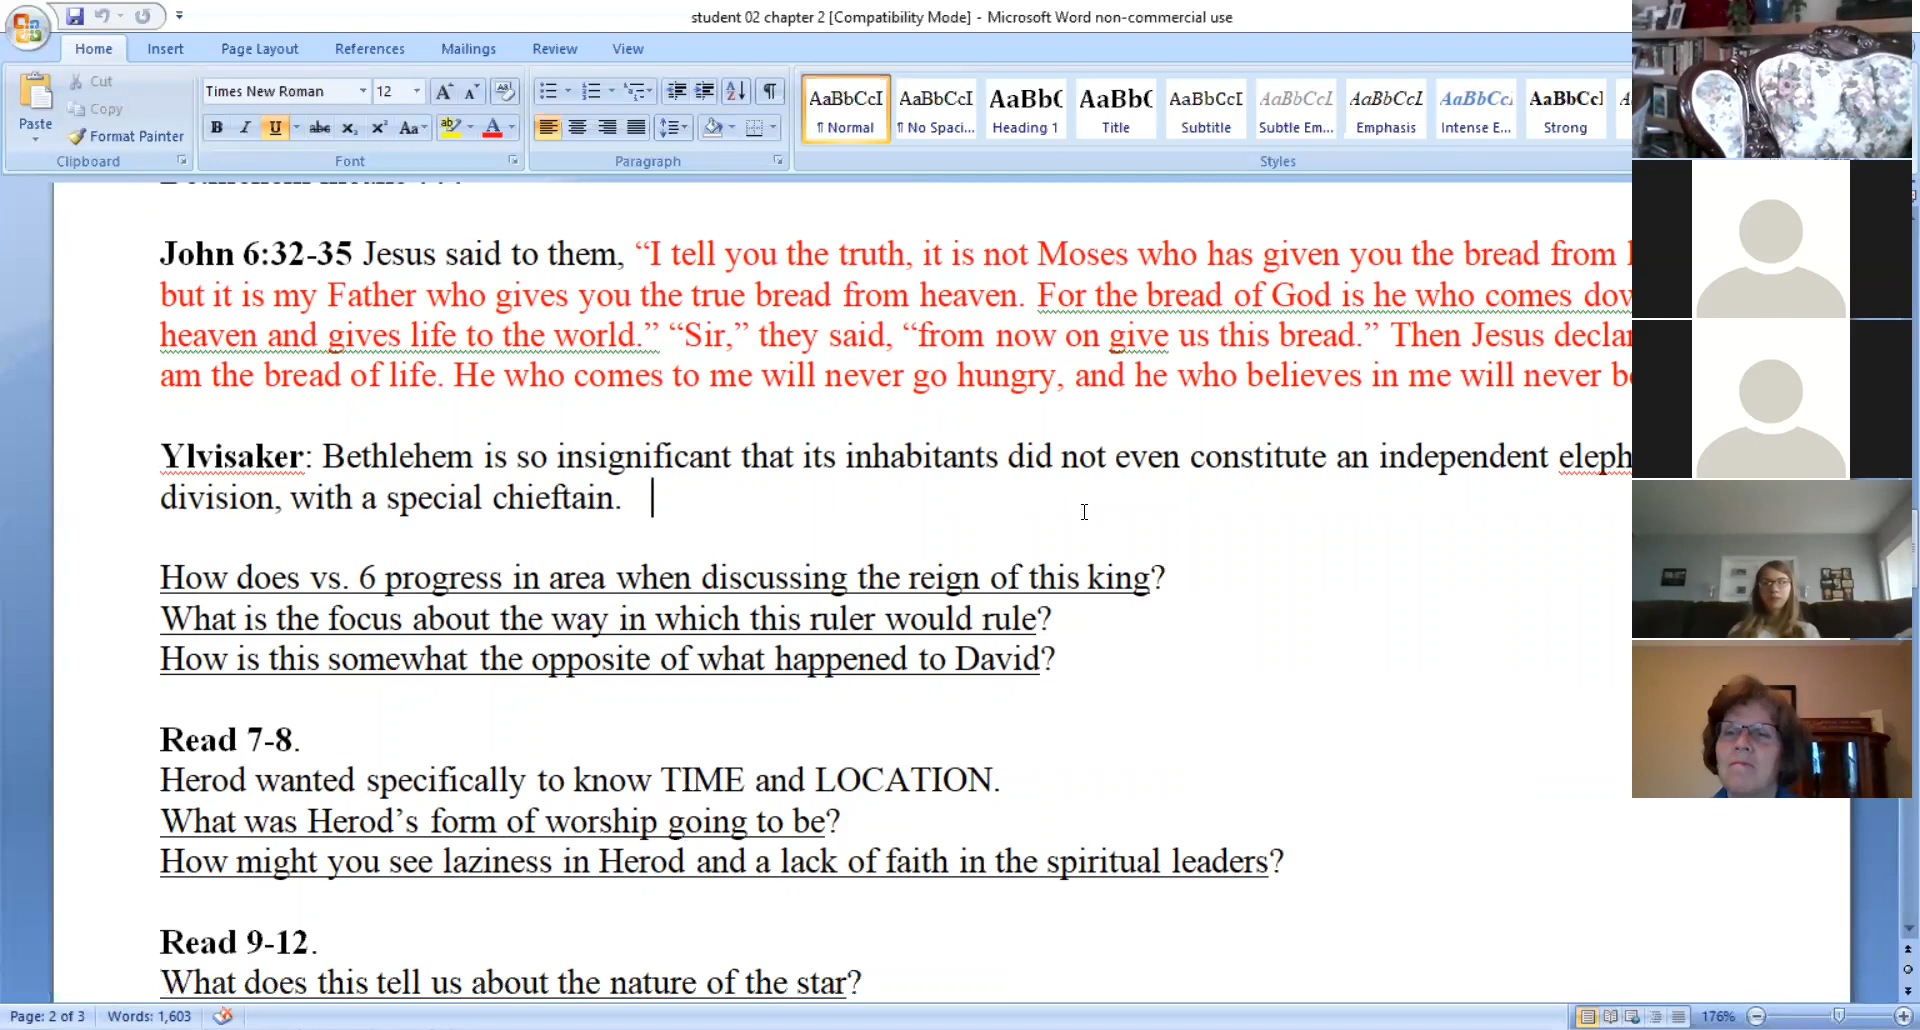 student 02 chapter 2 [Compatibility Mode] - Microsoft Word non-commercial use
Home Insert Page Layout References Mailings Review View
Cut
Copy
Format Painter
Paste
Clipboard
Times New Roman 12
Font
Paragraph
AaBbCcI AaBbCcI AaBbC AaBbC AaBbCcI AaBbCcL AaBbCcL AaBbCcI AaBbCcI
¶ Normal ¶ No Spaci... Heading 1 Title Subtitle Subtle Em... Emphasis Intense E... Strong
Styles
John 6:32-35 Jesus said to them, “I tell you the truth, it is not Moses who has given you the bread from
but it is my Father who gives you the true bread from heaven. For the bread of God is he who comes
heaven and gives life to the world.” “Sir,” they said, “from now on give us this bread.” Then Jesus
am the bread of life. He who comes to me will never go hungry, and he who believes in me will never
Ylvisaker: Bethlehem is so insignificant that its inhabitants did not even constitute an independent eleph
division, with a special chieftain.
How does vs. 6 progress in area when discussing the reign of this king?
What is the focus about the way in which this ruler would rule?
How is this somewhat the opposite of what happened to David?
Read 7-8.
Herod wanted specifically to know TIME and LOCATION.
What was Herod’s form of worship going to be?
How might you see laziness in Herod and a lack of faith in the spiritual leaders?
Read 9-12.
What does this tell us about the nature of the star?
Page: 2 of 3 Words: 1,603 176%